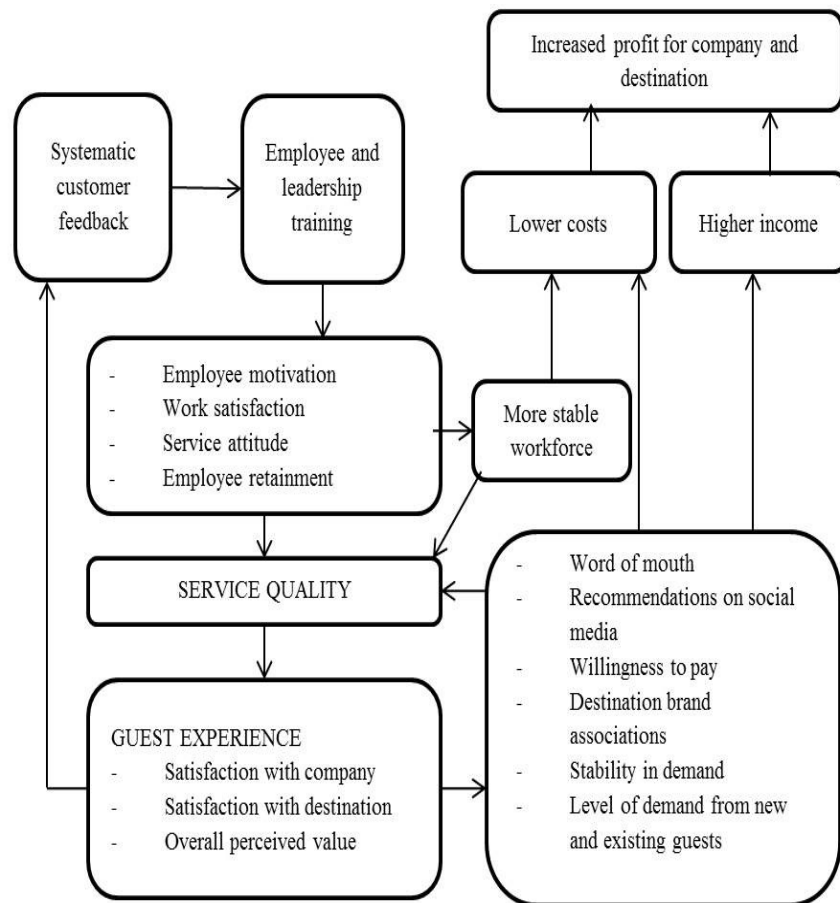 Increased profit for company and
destination
Systematic
customer
feedback
Employee and
leadership
training
Lower costs
Higher income
- Employee motivation
- Work satisfaction
- Service attitude
- Employee retainment
More stable
workforce
SERVICE QUALITY
- Word of mouth
- Recommendations on social
media
- Willingness to pay
- Destination brand
associations
- Stability in demand
- Level of demand from new
and existing guests
GUEST EXPERIENCE
- Satisfaction with company
- Satisfaction with destination
- Overall perceived value